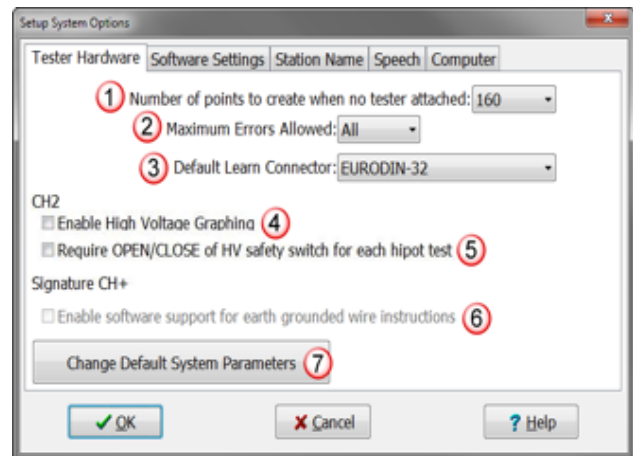 Setup System Options
Tester Hardware Software Settings Station Name Speech Computer
1 Number of points to create when no tester attached: 160
2 Maximum Errors Allowed: All
3 Default Learn Connector: EURODIN-32
CH2
Enable High Voltage Graphing 4
Require OPEN/CLOSE of HV safety switch for each hipot test 5
Signature CH+
Enable software support for earth grounded wire instructions 6
Change Default System Parameters 7
OK Cancel ? Help